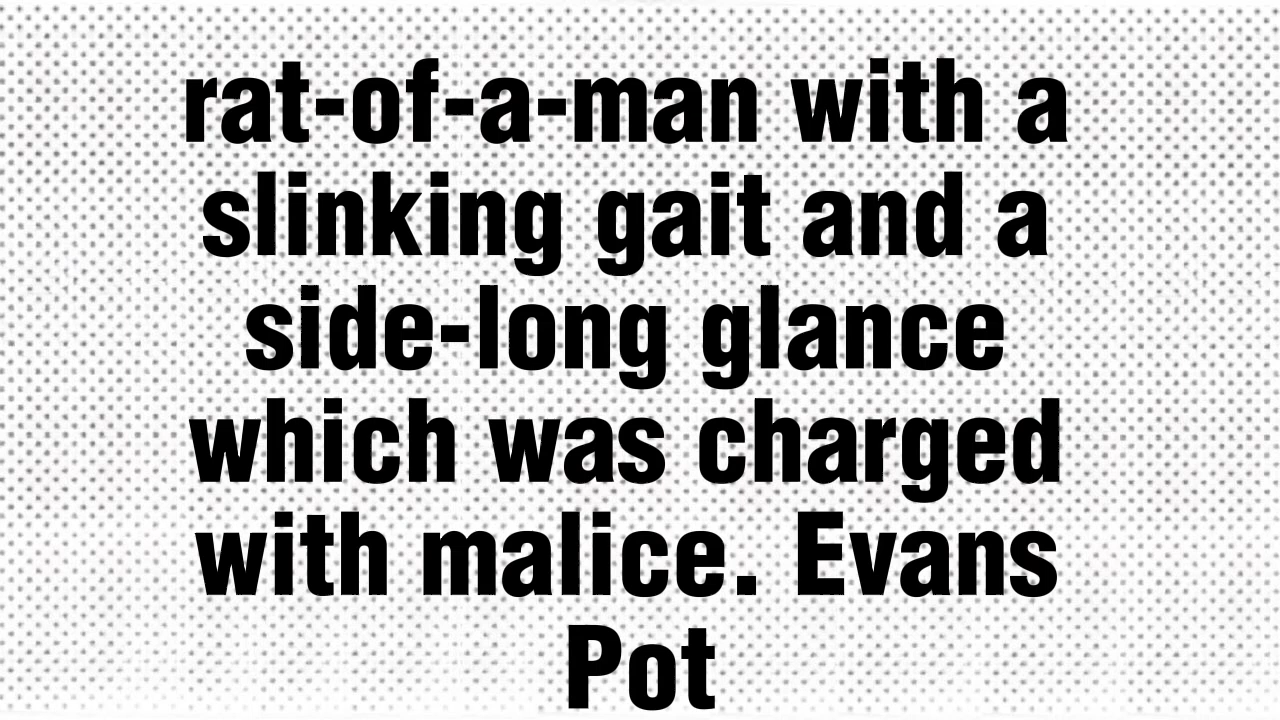 rat-of-a-man with a
slinking gait and a
side-long glance
which was charged
with malice. Evans
Pot